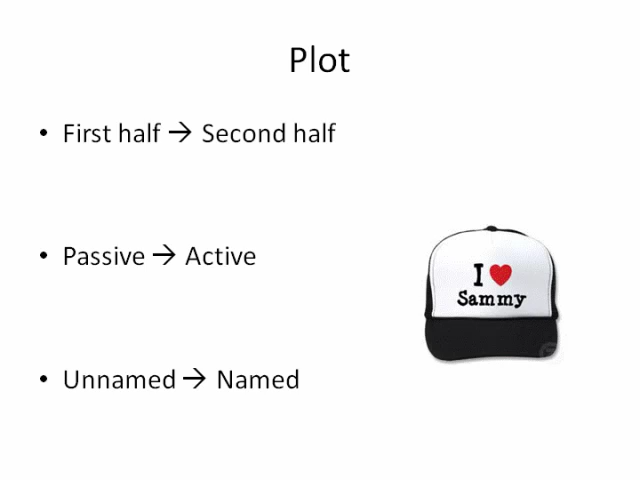 Plot
• First half → Second half
• Passive → Active
• Unnamed → Named
I ♥
Sammy